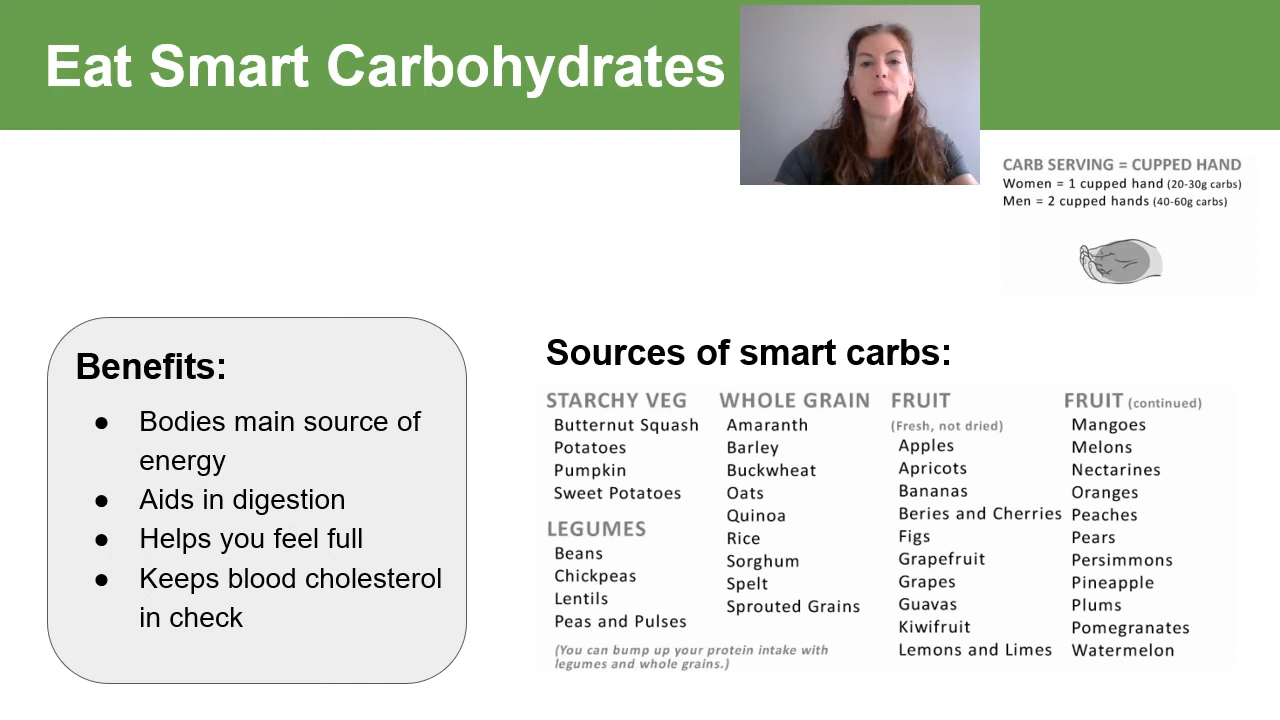 Eat Smart Carbohydrates
CARB SERVING = CUPPED HAND
Women = 1 cupped hand (20-30g carbs)
Men = 2 cupped hands (40-60g carbs)
Benefits:
● Bodies main source of
energy
● Aids in digestion
● Helps you feel full
● Keeps blood cholesterol
in check
Sources of smart carbs:
STARCHY VEG
Butternut Squash
Potatoes
Pumpkin
Sweet Potatoes
LEGUMES
Beans
Chickpeas
Lentils
Peas and Pulses
(You can bump up your protein intake with
legumes and whole grains.)
WHOLE GRAIN
Amaranth
Barley
Buckwheat
Oats
Quinoa
Rice
Sorghum
Spelt
Sprouted Grains
FRUIT
(Fresh, not dried)
Apples
Apricots
Bananas
Beries and Cherries
Figs
Grapefruit
Grapes
Guavas
Kiwifruit
Lemons and Limes
FRUIT (continued)
Mangoes
Melons
Nectarines
Oranges
Peaches
Pears
Persimmons
Pineapple
Plums
Pomegranates
Watermelon